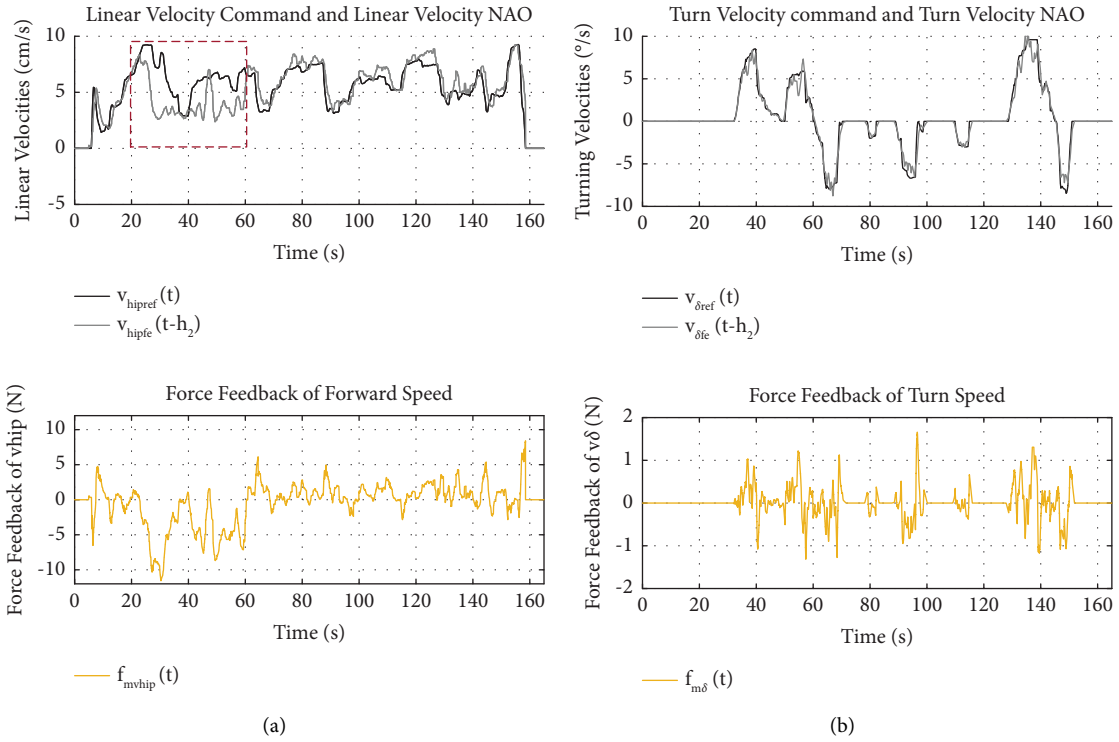 Linear Velocity Command and Linear Velocity NAO
Linear Velocities (cm/s)
10
5
0
-5
0 20 40 60 80 100 120 140 160
Time (s)
v_hipref (t)
v_hipfe (t-h_2)
Turn Velocity command and Turn Velocity NAO
Turning Velocities (°/s)
10
5
0
-5
-10
0 20 40 60 80 100 120 140 160
Time (s)
v_δref (t)
v_δfe (t-h_2)
Force Feedback of Forward Speed
Force Feedback of vhip (N)
10
5
0
-5
-10
0 20 40 60 80 100 120 140 160
Time (s)
f_mvhip (t)
(a)
Force Feedback of Turn Speed
Force Feedback of vδ (N)
2
1
0
-1
-2
0 20 40 60 80 100 120 140 160
Time (s)
f_mδ (t)
(b)